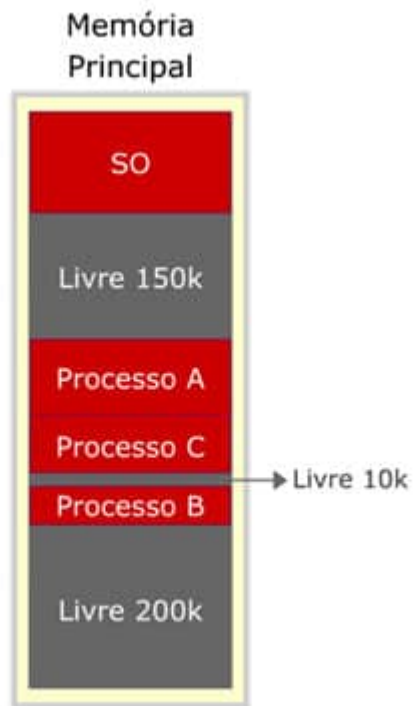 Memória
Principal
SO
Livre 150k
Processo A
Processo C
Livre 10k
Processo B
Livre 200k